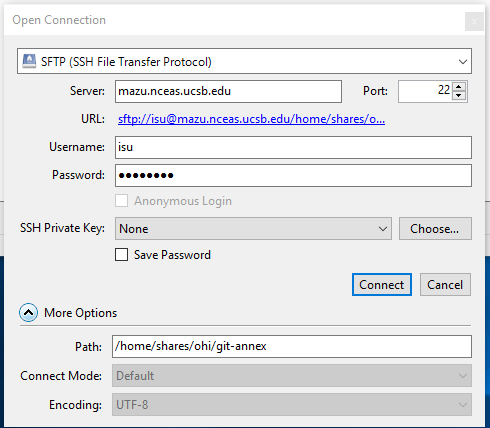 Open Connection
SFTP (SSH File Transfer Protocol)
Server: mazu.nceas.ucsb.edu Port: 22
URL: sftp://isu@mazu.nceas.ucsb.edu/home/shares/o...
Username: isu
Password: ●●●●●●●●
Anonymous Login
SSH Private Key: None Choose...
Save Password
Connect Cancel
More Options
Path: /home/shares/ohi/git-annex
Connect Mode: Default
Encoding: UTF-8